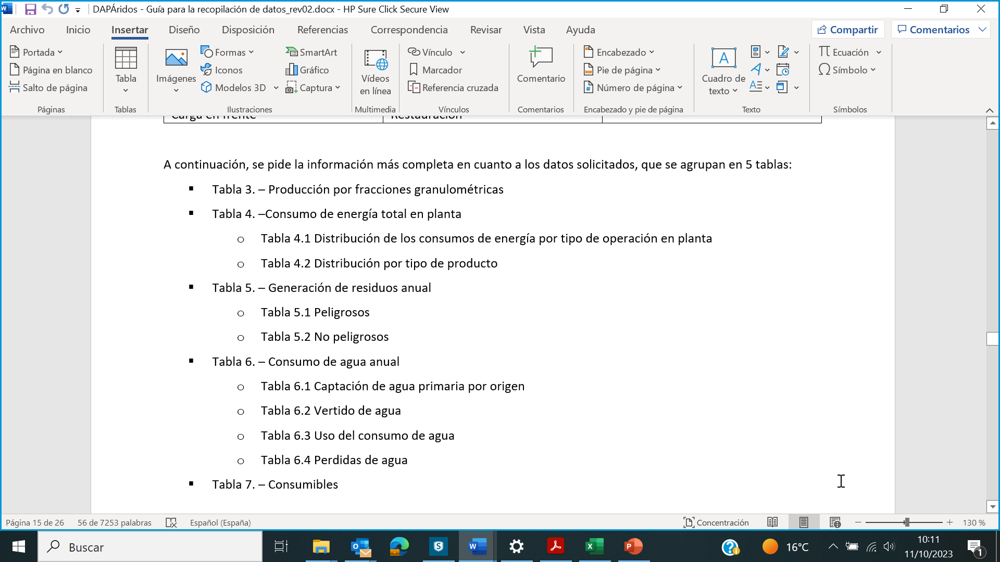 DAPÁridos - Guía para la recopilación de datos_rev02.docx - HP Sure Click Secure View
Archivo Inicio Insertar Diseño Disposición Referencias Correspondencia Revisar Vista Ayuda Compartir Comentarios
Portada
Página en blanco
Salto de página
Páginas
Tabla
Tablas
Imágenes
Formas
Iconos
Modelos 3D
SmartArt
Gráfico
Captura
Ilustraciones
Vídeos
en línea
Multimedia
Vínculo
Marcador
Referencia cruzada
Vínculos
Comentario
Comentarios
Encabezado
Pie de página
Número de página
Encabezado y pie de página
Cuadro de
texto
Texto
Ecuación
Símbolo
Símbolos
Carga en frente Restauración
A continuación, se pide la información más completa en cuanto a los datos solicitados, que se agrupan en 5 tablas:
▪ Tabla 3. – Producción por fracciones granulométricas
▪ Tabla 4. –Consumo de energía total en planta
o Tabla 4.1 Distribución de los consumos de energía por tipo de operación en planta
o Tabla 4.2 Distribución por tipo de producto
▪ Tabla 5. – Generación de residuos anual
o Tabla 5.1 Peligrosos
o Tabla 5.2 No peligrosos
▪ Tabla 6. – Consumo de agua anual
o Tabla 6.1 Captación de agua primaria por origen
o Tabla 6.2 Vertido de agua
o Tabla 6.3 Uso del consumo de agua
o Tabla 6.4 Perdidas de agua
▪ Tabla 7. – Consumibles
Página 15 de 26 56 de 7253 palabras Español (España) Concentración 130 %
Buscar
16°C
10:11
11/10/2023
1